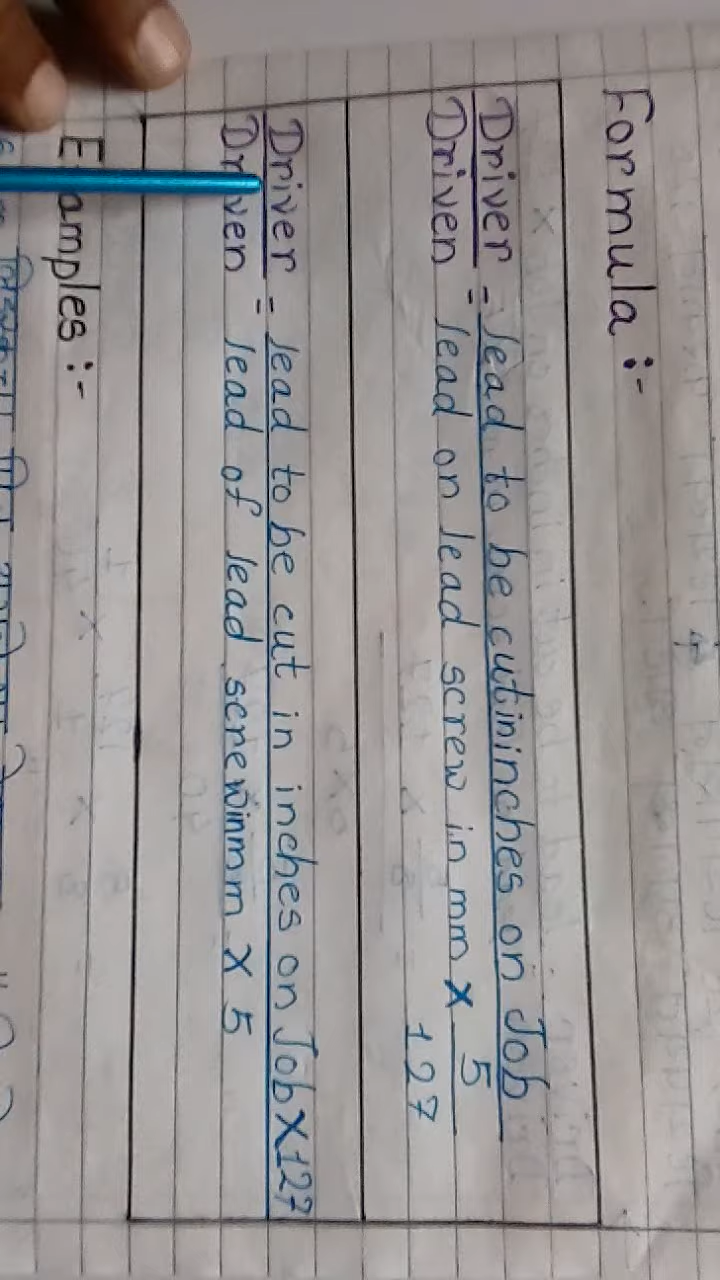 Formula :-
Driver = lead to be cut in inches on Job
Driven lead on lead screw in mm x 5
127
Driver = lead to be cut in inches on Job x 127
Driven lead of lead screw in mm x 5
Examples :-